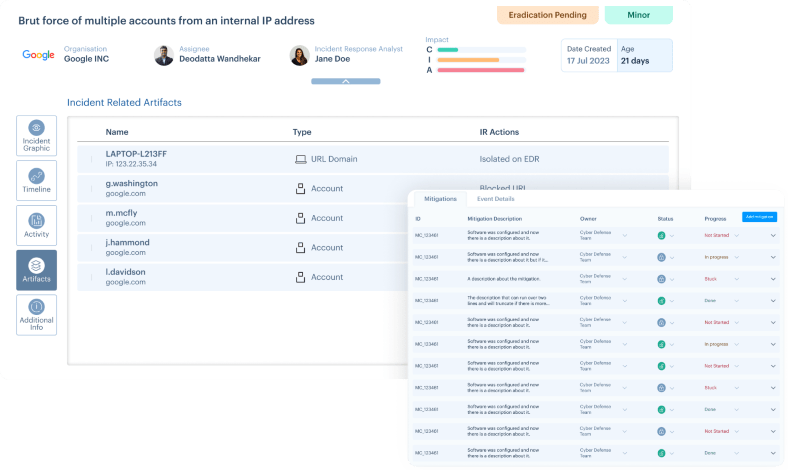 Brut force of multiple accounts from an internal IP address
Eradication Pending
Minor
Google
Organisation
Google INC
Assignee
Deodatta Wandhekar
Incident Response Analyst
Jane Doe
Impact
C
I
A
Date Created
17 Jul 2023
Age
21 days
Incident Related Artifacts
Incident
Graphic
Timeline
Activity
Artifacts
Additional
Info
Name Type IR Actions
LAPTOP-L213FF
IP: 123.22.35.34
URL Domain
Isolated on EDR
g.washington
google.com
Account
Blocked URL
m.mcfly
google.com
Account
j.hammond
google.com
Account
l.davidson
google.com
Account
Mitigations Event Details
ID Mitigation Description Owner Status Progress
Add mitigation
MC_123461 Software was configured and now Cyber Defense Not Started
there is a description about it. Team
MC_123461 Software was configured and now Cyber Defense In progress
there is a description about it but if it... Team
MC_123461 A description about the mitigation. Cyber Defense Stuck
Team
MC_123461 The description that can run over two Cyber Defense Done
lines and will truncate if there is more... Team
MC_123461 Software was configured and now Cyber Defense Not Started
there is a description about it. Team
MC_123461 Software was configured and now Cyber Defense In progress
there is a description about it. Team
MC_123461 Software was configured and now Cyber Defense Not Started
there is a description about it. Team
MC_123461 Software was configured and now Cyber Defense Stuck
there is a description about it. Team
MC_123461 Software was configured and now Cyber Defense Done
there is a description about it. Team
MC_123461 Software was configured and now Cyber Defense Not Started
there is a description about it. Team
MC_123461 Software was configured and now Cyber Defense Done
there is a description about it. Team